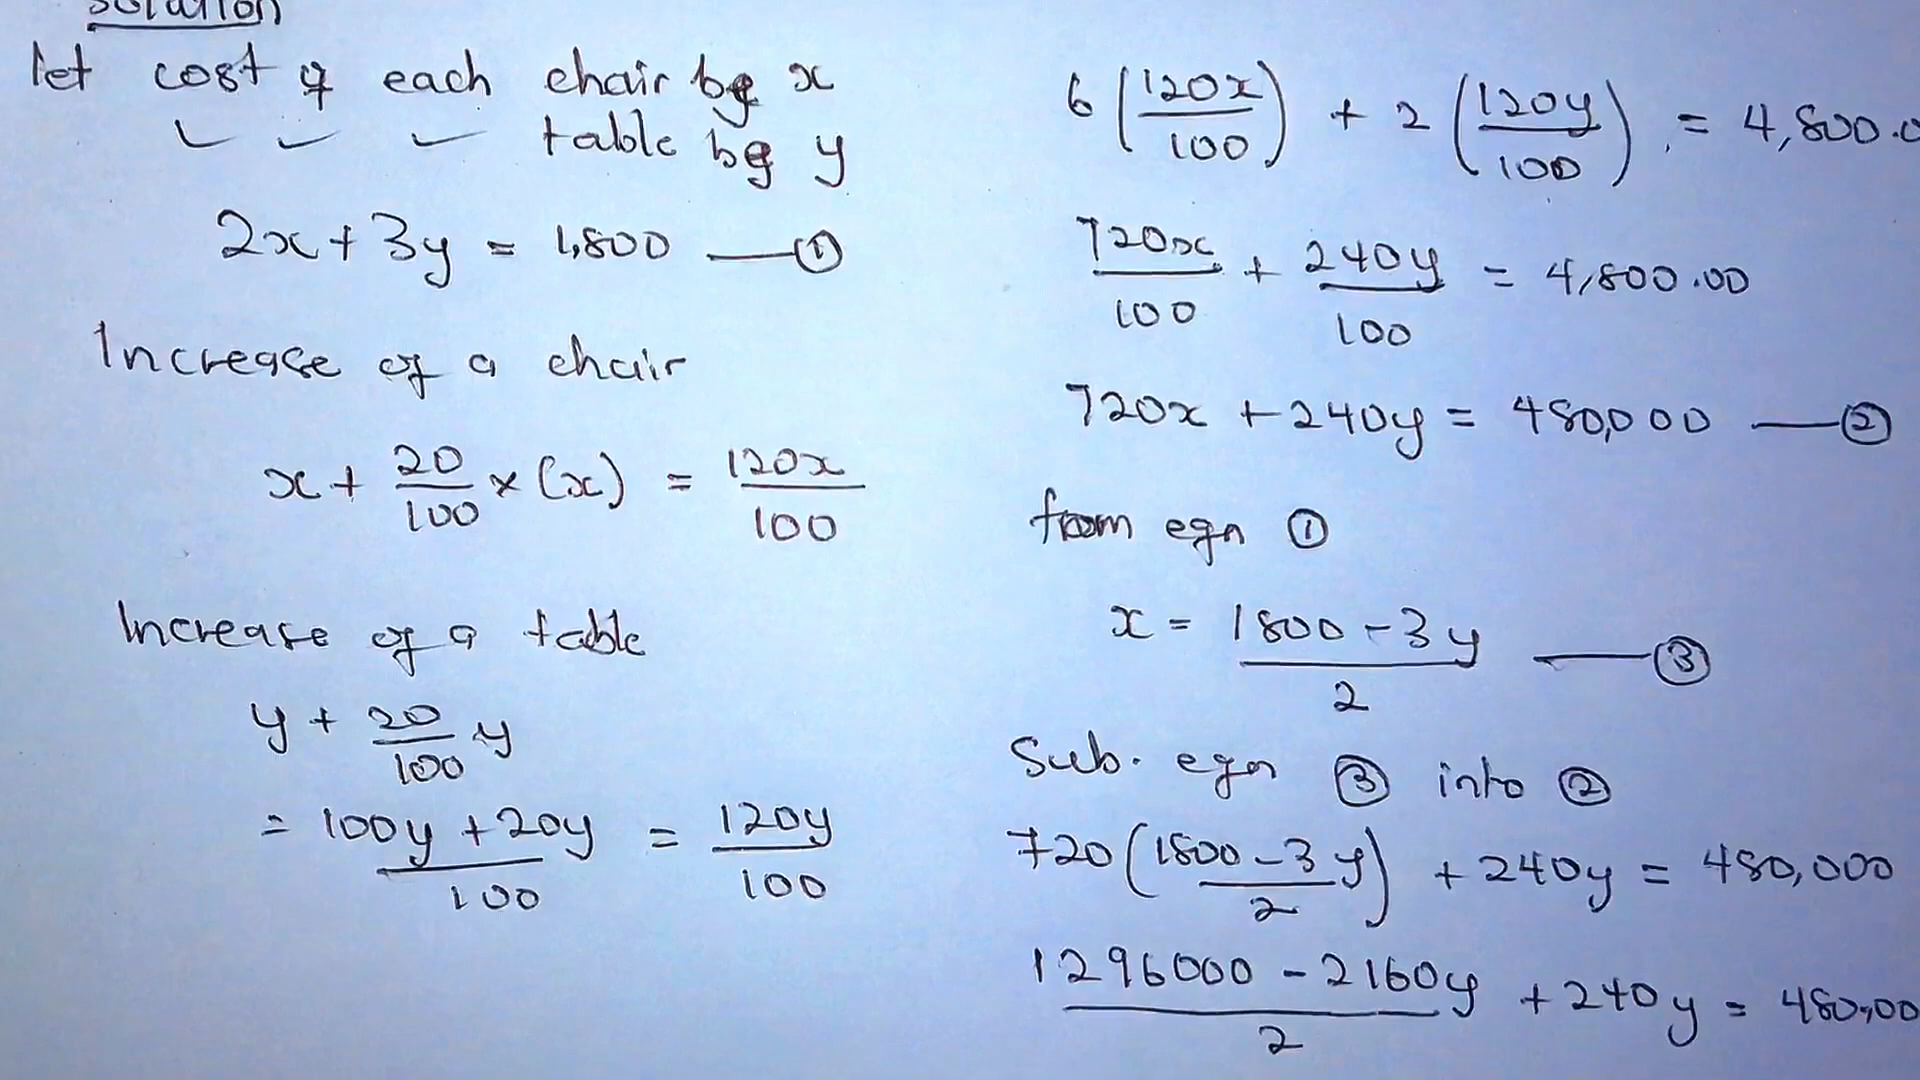 Solution
let cost of each chair be x
✓ ✓ ✓ table be y
2x + 3y = 1,800 —①
Increase of a chair
x + 20/100 × (x) = 120x/100
Increase of a table
y + 20/100 y
= 100y + 20y/100 = 120y/100
6(120x/100) + 2(120y/100) = 4,800.0
720x/100 + 240y/100 = 4,800.00
720x + 240y = 480,000 —②
from eqn ①
x = 1800 - 3y/2 —③
Sub. eqn ③ into ②
720(1800 - 3y/2) + 240y = 480,000
1296000 - 2160y/2 + 240y = 480,00